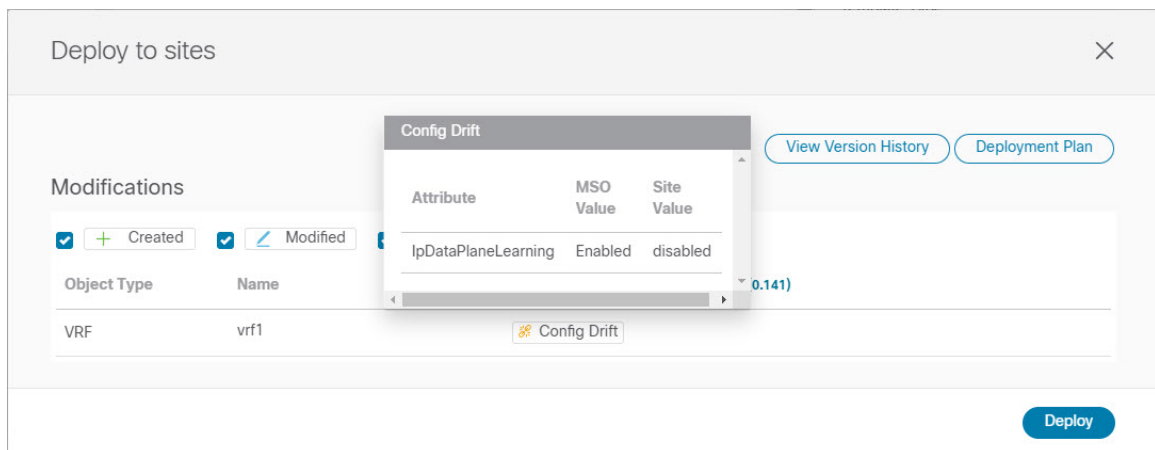 Deploy to sites
Config Drift
View Version History
Deployment Plan
Attribute
MSO
Value
Site
Value
Modifications
Created
Modified
IpDataPlaneLearning Enabled disabled
Object Type Name
0.141)
VRF vrf1 Config Drift
Deploy